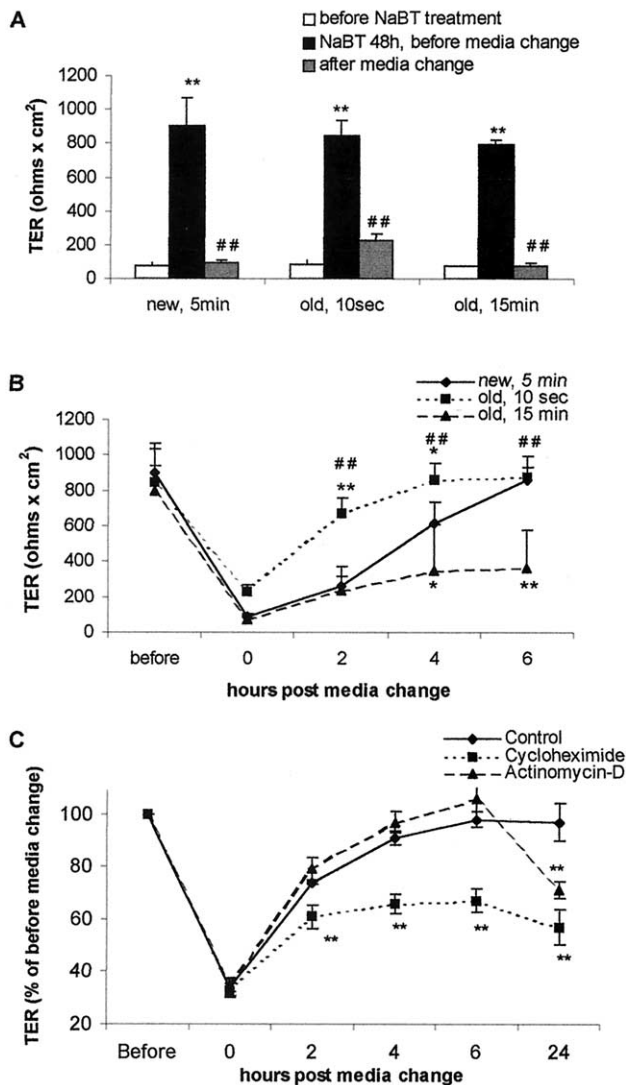 A
before NaBT treatment
NaBT 48h, before media change
after media change
TER (ohms x cm²)
1200
1000
800
600
400
200
0
**
##
**
##
**
##
new, 5min
old, 10sec
old, 15min
B
new, 5 min
old, 10 sec
old, 15 min
TER (ohms x cm²)
1200
1000
800
600
400
200
0
##
**
##
*
##
*
**
before
0
2
4
6
hours post media change
C
Control
Cycloheximide
Actinomycin-D
TER (% of before media change)
100
80
60
40
20
**
**
**
**
**
Before
0
2
4
6
24
hours post media change